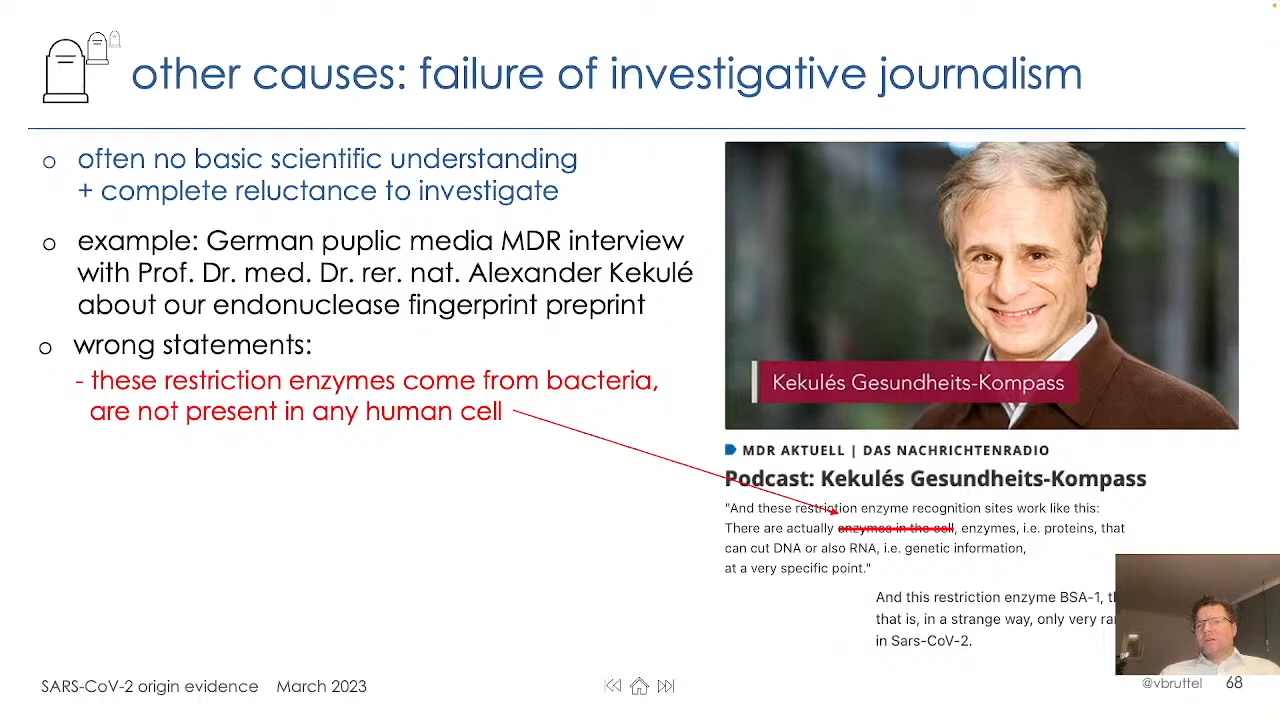 other causes: failure of investigative journalism
o often no basic scientific understanding
+ complete reluctance to investigate
o example: German puplic media MDR interview
with Prof. Dr. med. Dr. rer. nat. Alexander Kekulé
about our endonuclease fingerprint preprint
o wrong statements:
- these restriction enzymes come from bacteria,
are not present in any human cell
Kekulés Gesundheits-Kompass
MDR AKTUELL | DAS NACHRICHTENRADIO
Podcast: Kekulés Gesundheits-Kompass
"And these restriction enzyme recognition sites work like this:
There are actually enzymes in the cell, enzymes, i.e. proteins, that
can cut DNA or also RNA, i.e. genetic information,
at a very specific point."
And this restriction enzyme BSA-1,
that is, in a strange way, only very
in Sars-CoV-2.
SARS-CoV-2 origin evidence March 2023
@vbruttel 68